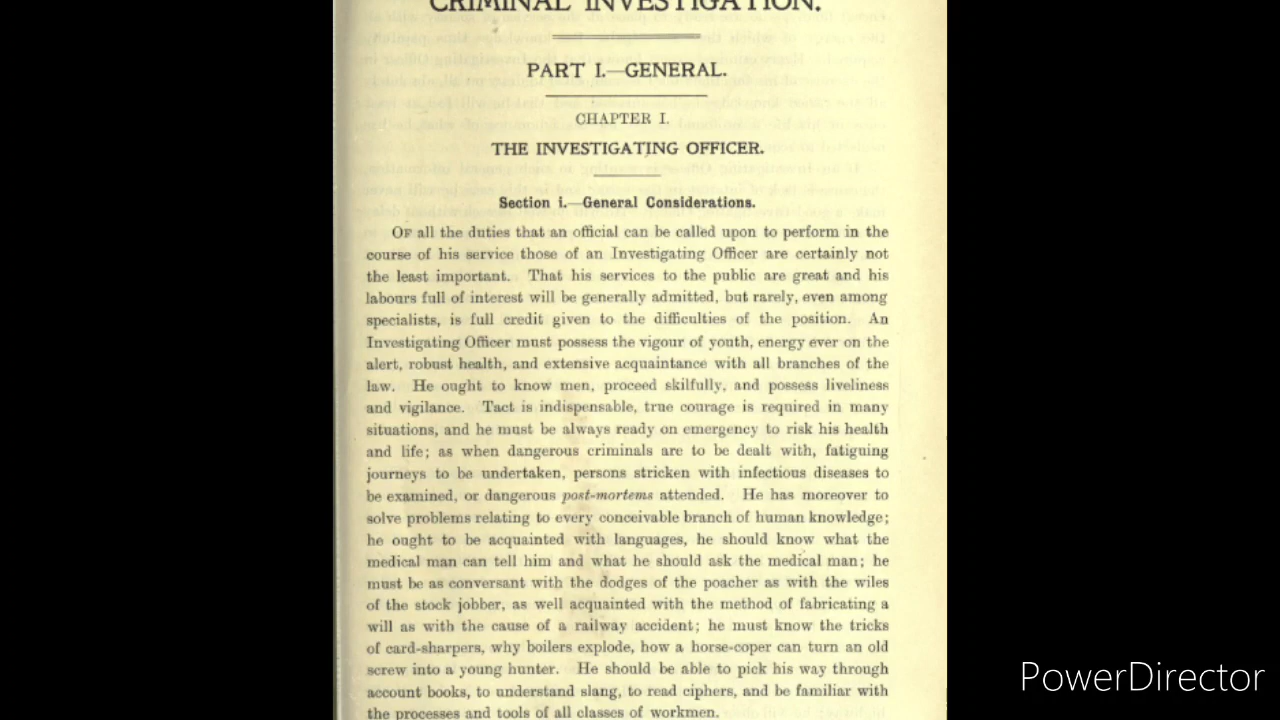 CRIMINAL INVESTIGATION.
PART I.—GENERAL.
CHAPTER I.
THE INVESTIGATING OFFICER.
Section i.—General Considerations.
OF all the duties that an official can be called upon to perform in the
course of his service those of an Investigating Officer are certainly not
the least important. That his services to the public are great and his
labours full of interest will be generally admitted, but rarely, even among
specialists, is full credit given to the difficulties of the position. An
Investigating Officer must possess the vigour of youth, energy ever on the
alert, robust health, and extensive acquaintance with all branches of the
law. He ought to know men, proceed skilfully, and possess liveliness
and vigilance. Tact is indispensable, true courage is required in many
situations, and he must be always ready on emergency to risk his health
and life; as when dangerous criminals are to be dealt with, fatiguing
journeys to be undertaken, persons stricken with infectious diseases to
be examined, or dangerous post-mortems attended. He has moreover to
solve problems relating to every conceivable branch of human knowledge;
he ought to be acquainted with languages, he should know what the
medical man can tell him and what he should ask the medical man; he
must be as conversant with the dodges of the poacher as with the wiles
of the stock jobber, as well acquainted with the method of fabricating a
will as with the cause of a railway accident; he must know the tricks
of card-sharpers, why boilers explode, how a horse-coper can turn an old
screw into a young hunter. He should be able to pick his way through
account books, to understand slang, to read ciphers, and be familiar with
the processes and tools of all classes of workmen.
PowerDirector